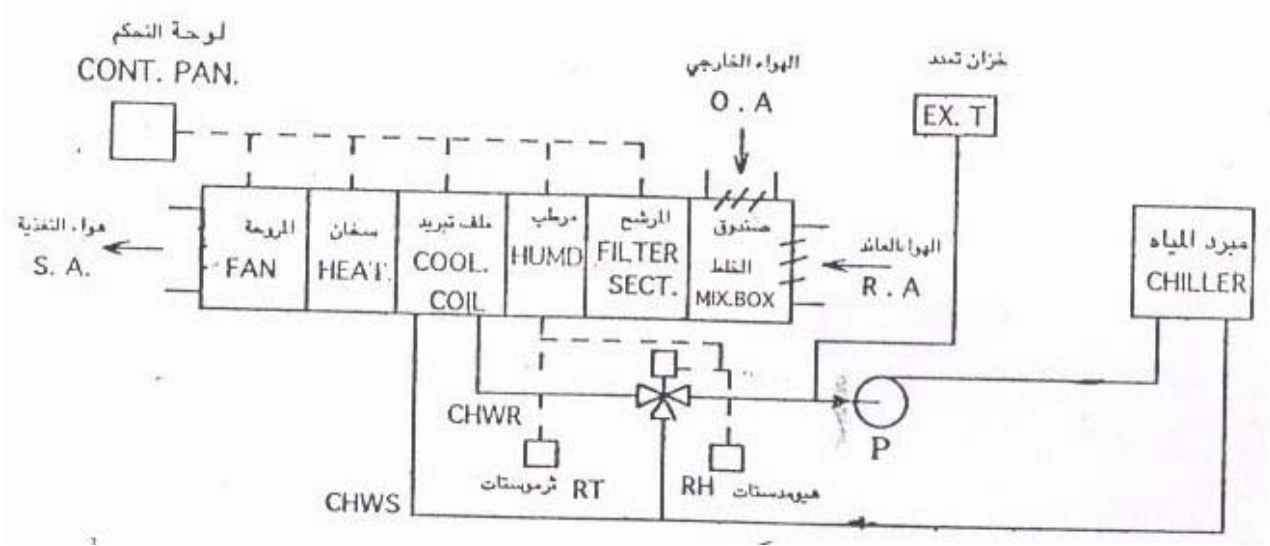 لوحة التحكم
CONT. PAN.
الهواء الخارجي
O . A
خزان تمدد
EX. T
هواء التغذية
S. A.
المروحة
FAN
سخان
HEAT.
ملف تبريد
COOL.
COIL
مرطب
HUMD
المرشح
FILTER
SECT.
صندوق
الخلط
MIX.BOX
الهواء العائد
R . A
مبرد المياه
CHILLER
CHWR
P
ثرموستات RT
RH هيومدستات
CHWS